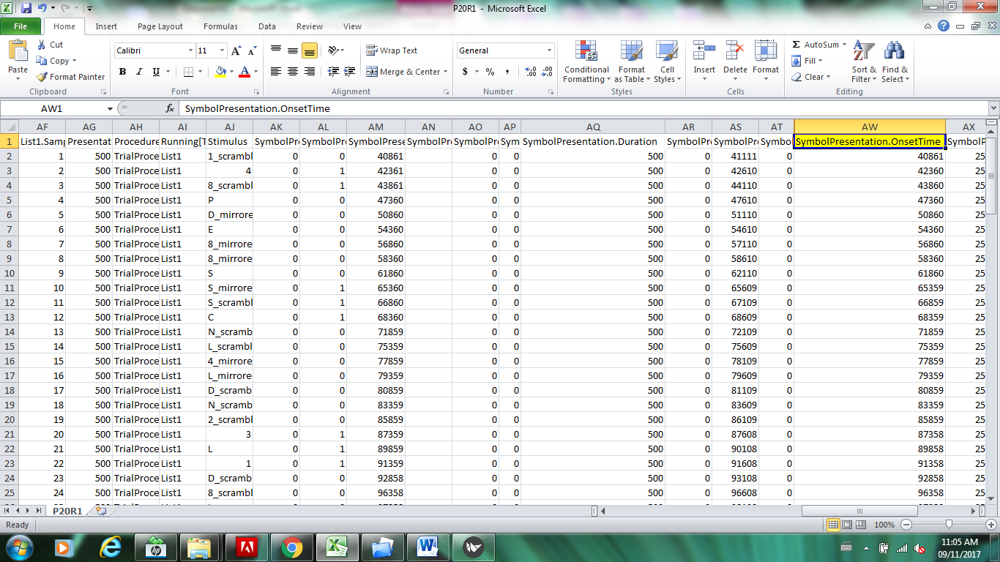 P20R1 - Microsoft Excel
File Home Insert Page Layout Formulas Data Review View
Paste Cut Copy Format Painter Clipboard
Calibri 11 A A B I U A Font
Wrap Text Merge & Center Alignment
General $ % , Number
Conditional Formatting Format as Table Cell Styles Styles
Insert Delete Format Cells
Σ AutoSum Fill Clear Sort & Filter Find & Select Editing
AW1 fx SymbolPresentation.OnsetTime
AF AG AH AI AJ AK AL AM AN AO AP AQ AR AS AT AW AX
1 List1.Samp Presentat Procedure Running[T Stimulus SymbolPre SymbolPro SymbolPrese SymbolPro SymbolPro Sym SymbolPresentation.Duration SymbolPre SymbolPre Symbol SymbolPresentation.OnsetTime SymbolP
2 1 500 TrialProce List1 1_scrambl 0 0 40861 0 0 500 0 41111 0 40861 25
3 2 500 TrialProce List1 4 0 1 42361 0 0 500 0 42610 0 42360 25
4 3 500 TrialProce List1 8_scrambl 0 1 43861 0 0 500 0 44110 0 43860 25
5 4 500 TrialProce List1 P 0 0 47360 0 0 500 0 47610 0 47360 25
6 5 500 TrialProce List1 D_mirrore 0 0 50860 0 0 500 0 51110 0 50860 25
7 6 500 TrialProce List1 E 0 0 54360 0 0 500 0 54610 0 54360 25
8 7 500 TrialProce List1 8_mirrore 0 0 56860 0 0 500 0 57110 0 56860 25
9 8 500 TrialProce List1 8_mirrore 0 0 58360 0 0 500 0 58610 0 58360 25
10 9 500 TrialProce List1 S 0 0 61860 0 0 500 0 62110 0 61860 25
11 10 500 TrialProce List1 S_mirrore 0 1 65360 0 0 500 0 65609 0 65359 25
12 11 500 TrialProce List1 S_scrambl 0 1 66860 0 0 500 0 67109 0 66859 25
13 12 500 TrialProce List1 C 0 1 68360 0 0 500 0 68609 0 68359 25
14 13 500 TrialProce List1 N_scramb 0 0 71859 0 0 500 0 72109 0 71859 25
15 14 500 TrialProce List1 L_scrambl 0 0 75359 0 0 500 0 75609 0 75359 25
16 15 500 TrialProce List1 4_mirrore 0 0 77859 0 0 500 0 78109 0 77859 25
17 16 500 TrialProce List1 L_mirrore 0 0 79359 0 0 500 0 79609 0 79359 25
18 17 500 TrialProce List1 D_scramb 0 0 80859 0 0 500 0 81109 0 80859 25
19 18 500 TrialProce List1 N_scramb 0 0 83359 0 0 500 0 83609 0 83359 25
20 19 500 TrialProce List1 2_scrambl 0 0 85859 0 0 500 0 86109 0 85859 25
21 20 500 TrialProce List1 3 0 1 87359 0 0 500 0 87608 0 87358 25
22 21 500 TrialProce List1 L 0 1 89859 0 0 500 0 90108 0 89858 25
23 22 500 TrialProce List1 1 0 1 91359 0 0 500 0 91608 0 91358 25
24 23 500 TrialProce List1 D_scramb 0 0 92858 0 0 500 0 93108 0 92858 25
25 24 500 TrialProce List1 8_scrambl 0 0 96358 0 0 500 0 96608 0 96358 25
P20R1
Ready 100%
hp W 11:05 AM
09/11/2017